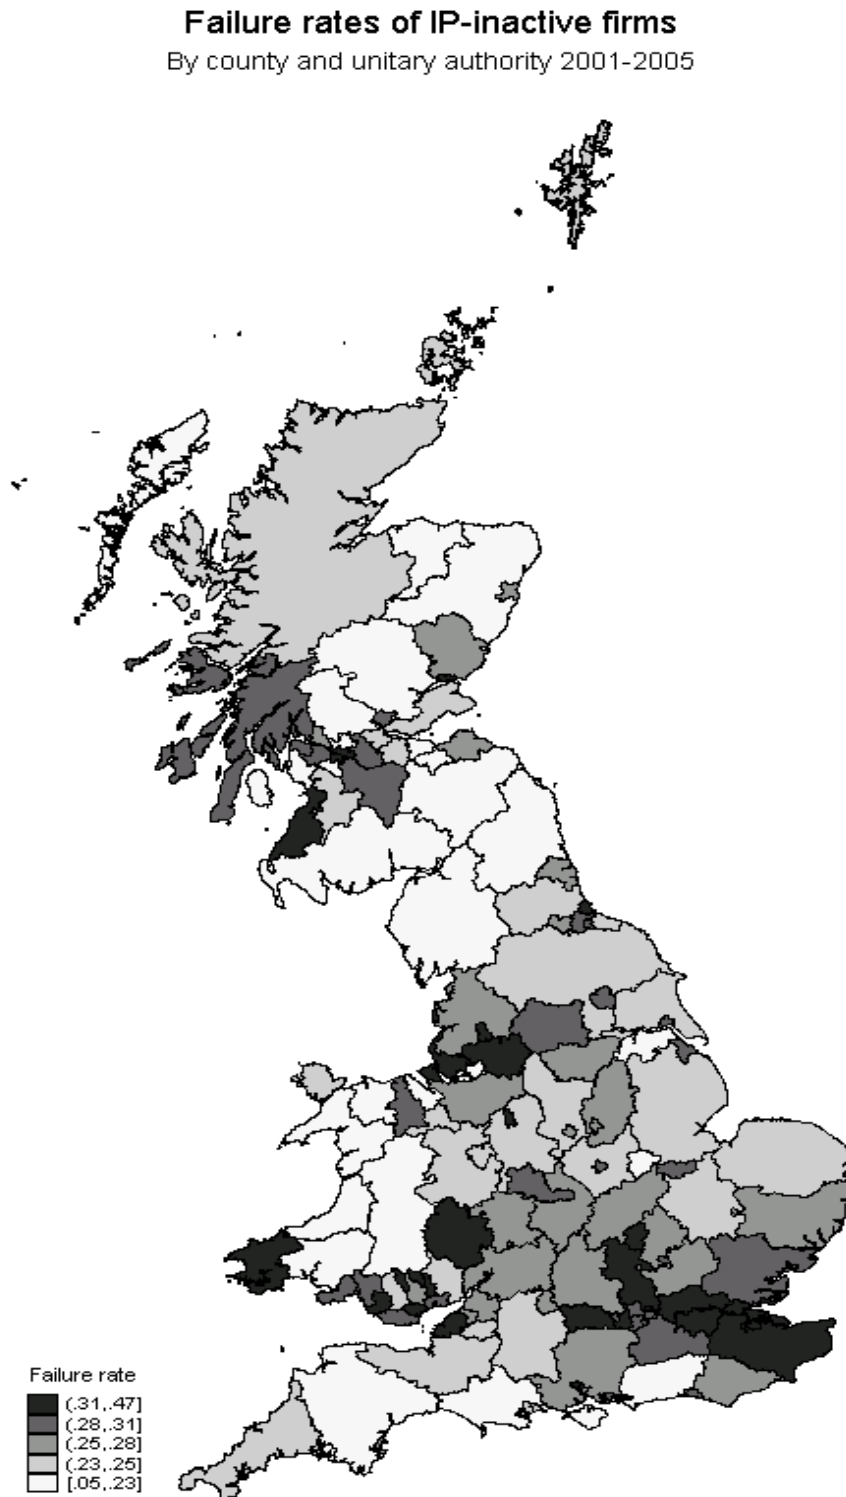 Failure rates of IP-inactive firms
By county and unitary authority 2001-2005
Failure rate
(.31,.47]
(.28,.31]
(.25,.28]
(.23,.25]
[.05,.23]